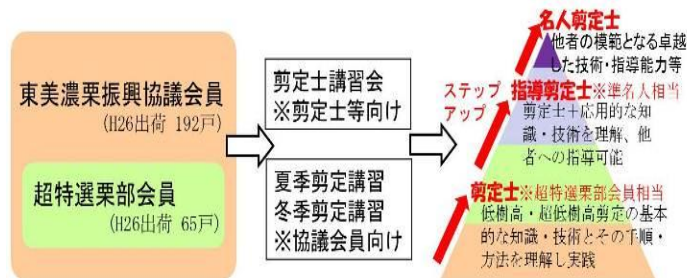 東美濃栗振興協議会員
(H26出荷 192戸)
超特選栗部会員
(H26出荷 65戸)
剪定士講習会
※剪定士等向け
夏季剪定講習
冬季剪定講習
※協議会員向け
ステップ
アップ
名人剪定士
他者の模範となる卓越
した技術・指導能力等
指導剪定士※準名人相当
剪定士＋応用的な知
識・技術を理解、他
者への指導可能
剪定士※超特選栗部会員相当
低樹高・超低樹高剪定の基本
的な知識・技術とその手順・
方法を理解し実践